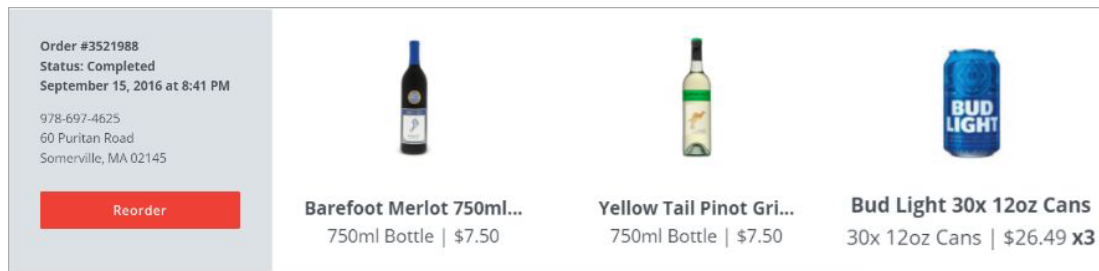 Order #3521988
Status: Completed
September 15, 2016 at 8:41 PM
978-697-4625
60 Puritan Road
Somerville, MA 02145
Reorder
Barefoot Merlot 750ml...
750ml Bottle | $7.50
Yellow Tail Pinot Gri...
750ml Bottle | $7.50
BUD
LIGHT
Bud Light 30x 12oz Cans
30x 12oz Cans | $26.49 x3